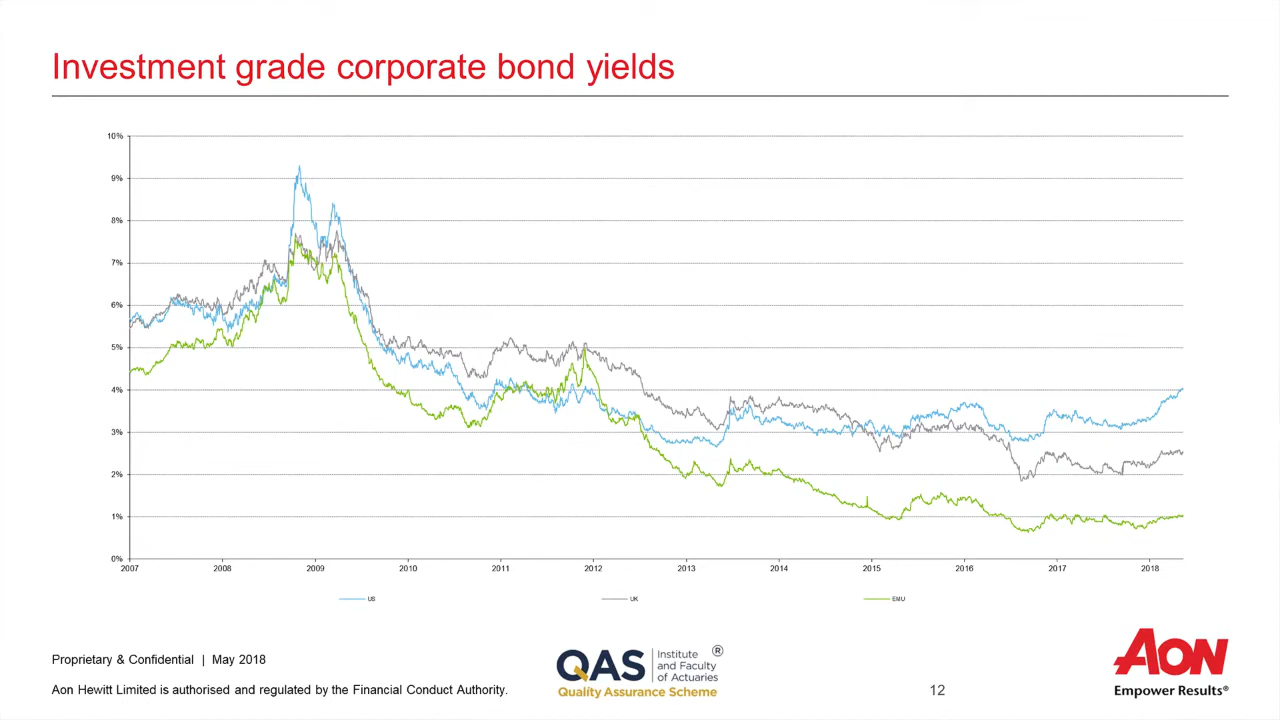 Investment grade corporate bond yields
10%
9%
8%
7%
6%
5%
4%
3%
2%
1%
0%
2007 2008 2009 2010 2011 2012 2013 2014 2015 2016 2017 2018
US UK EMU
Proprietary & Confidential | May 2018
Aon Hewitt Limited is authorised and regulated by the Financial Conduct Authority.
QAS
Institute
and Faculty
of Actuaries
®
Quality Assurance Scheme
12
AON
Empower Results®